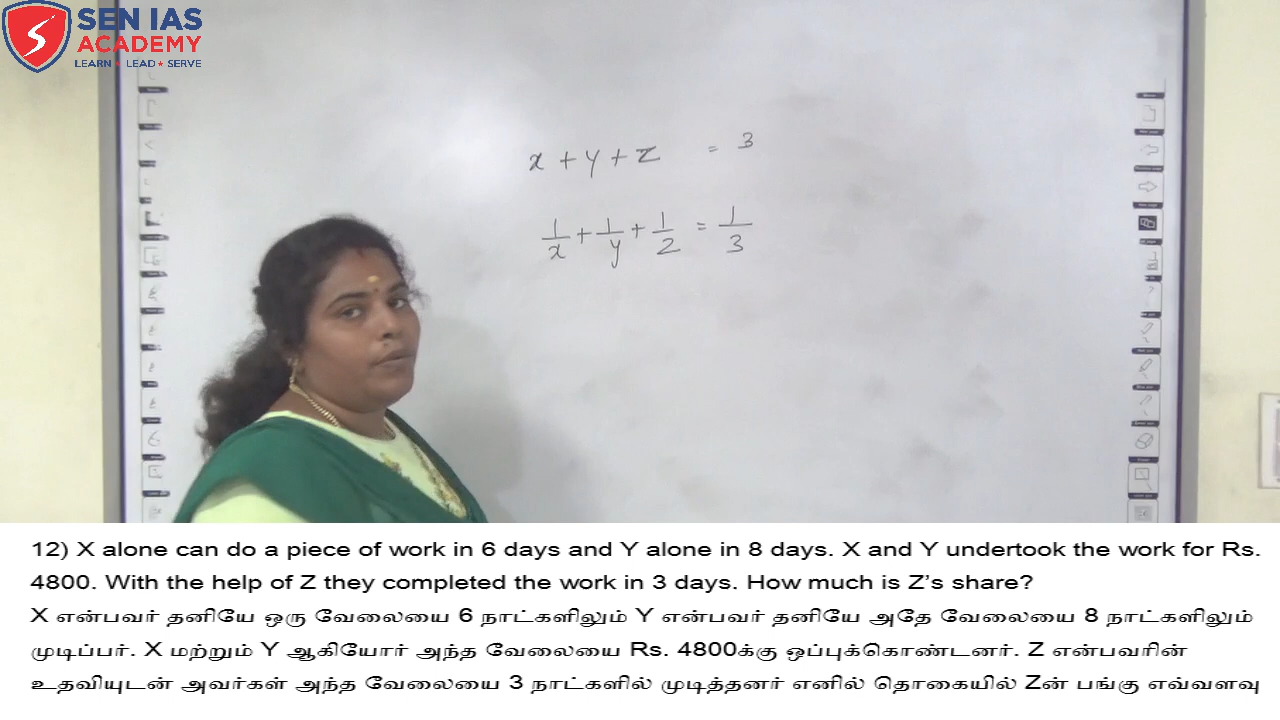 SEN IAS
ACADEMY
LEARN ★ LEAD ★ SERVE
x + y + z = 3
1/x + 1/y + 1/z = 1/3
12) X alone can do a piece of work in 6 days and Y alone in 8 days. X and Y undertook the work for Rs.
4800. With the help of Z they completed the work in 3 days. How much is Z’s share?
X என்பவர் தனியே ஒரு வேலையை 6 நாட்களிலும் Y என்பவர் தனியே அதே வேலையை 8 நாட்களிலும்
முடிப்பர். X மற்றும் Y ஆகியோர் அந்த வேலையை Rs. 4800க்கு ஒப்புக்கொண்டனர். Z என்பவரின்
உதவியுடன் அவர்கள் அந்த வேலையை 3 நாட்களில் முடித்தனர் எனில் தொகையில் Zன் பங்கு எவ்வளவு